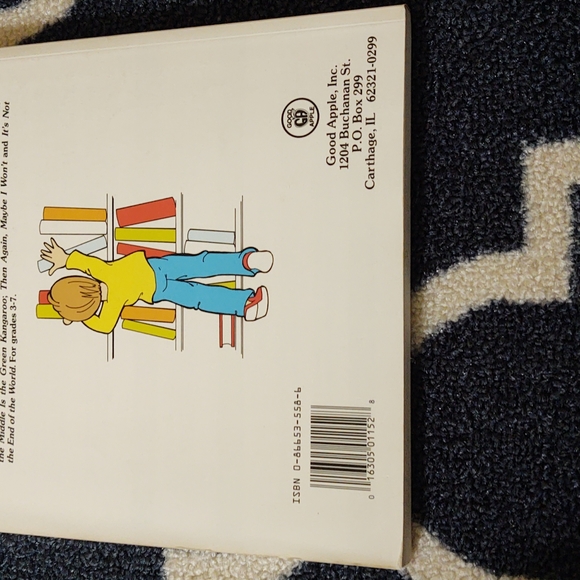 the Middle Is the Green Kangaroo; Then Again, Maybe I Won't and It's Not
the End of the World. For grades 3-7.
GOOD
GA
APPLE
Good Apple, Inc.
1204 Buchanan St.
P.O. Box 299
Carthage, IL 62321-0299
ISBN 0-86653-558-6
0 16305 01152 8